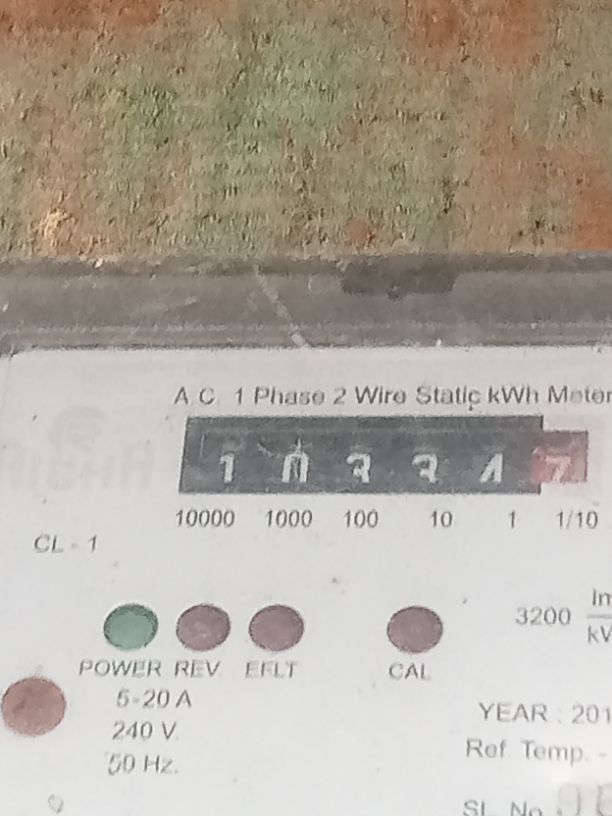 A.C. 1 Phase 2 Wire Static kWh Meter
1
10000 1000 100 10 1 1/10
CL - 1
3200
POWER REV. EFLT CAL
5-20 A
240 V.
50 Hz.
YEAR : 201
Ref. Temp. -
SL. No.